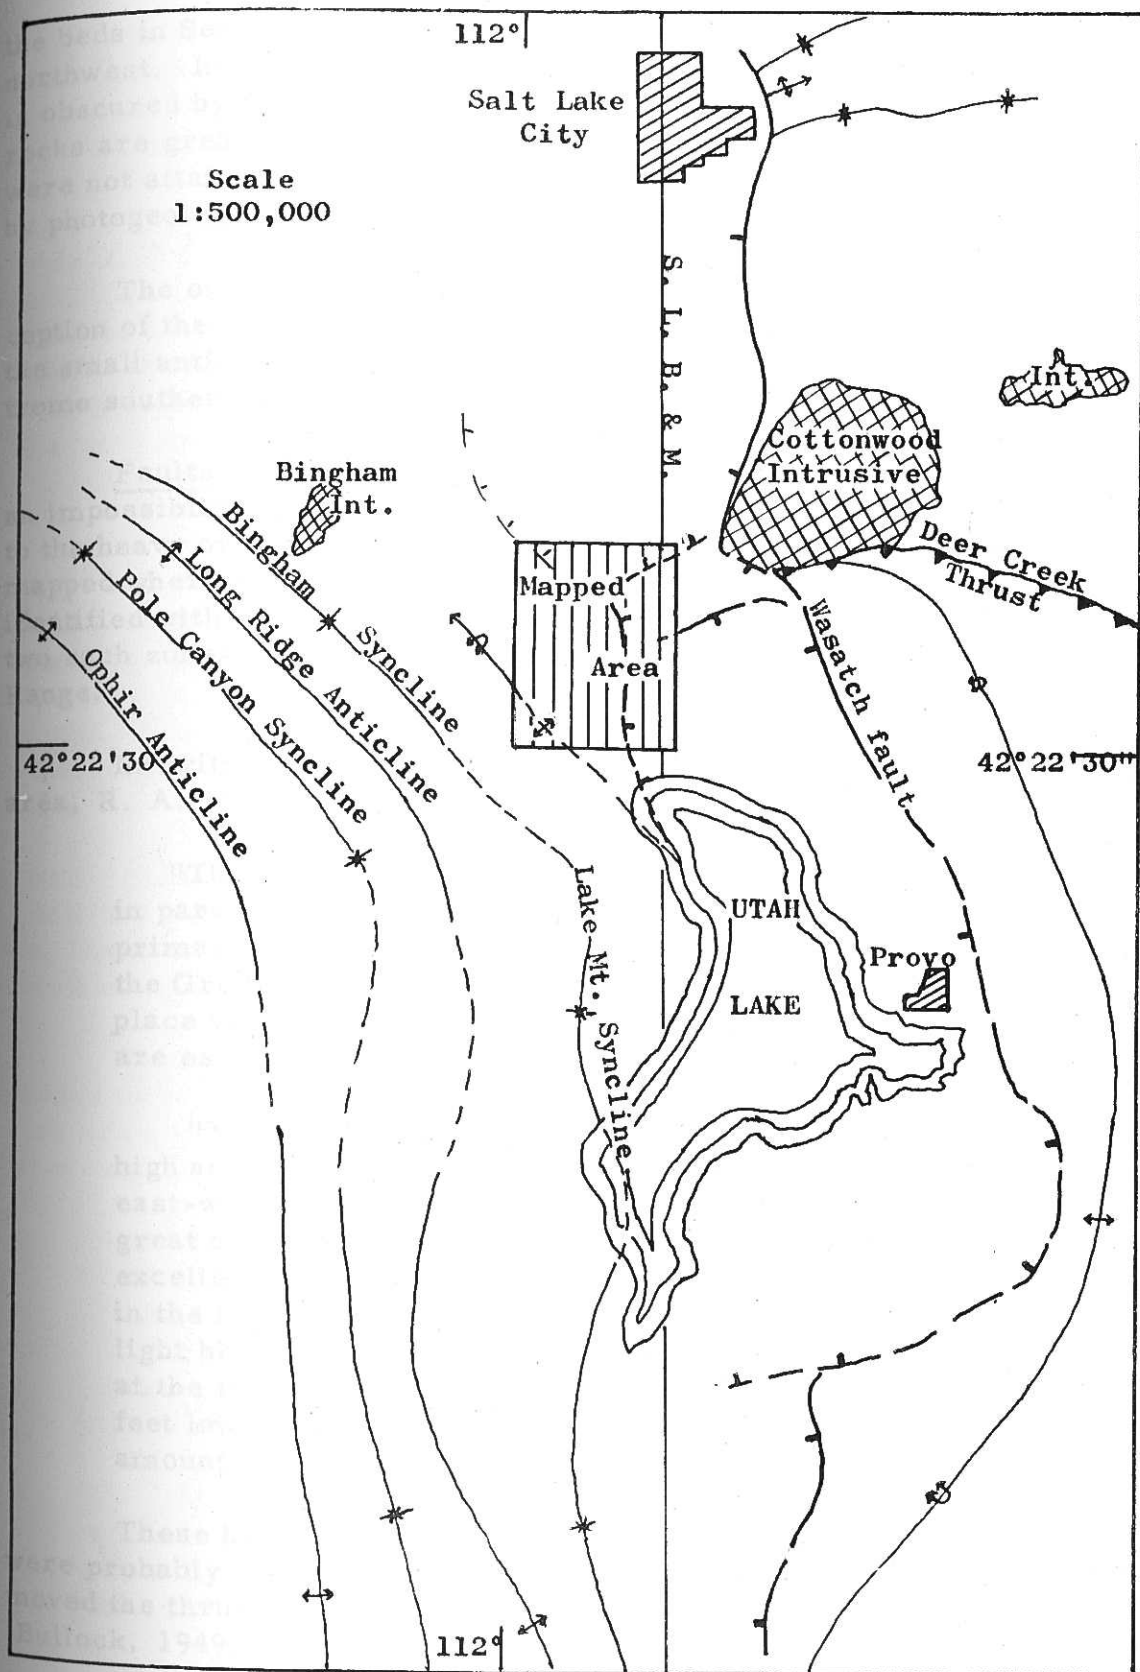 112°
Salt Lake
City
Scale
1:500,000
S. L. B. & M.
Int.
Cottonwood
Intrusive
Bingham
Int.
Deer Creek
Thrust
Mapped
Area
Bingham Syncline
Long Ridge Anticline
Pole Canyon Syncline
Ophir Anticline
Wasatch fault
42°22'30
42°22'30"
Lake Mt. Syncline
UTAH
LAKE
Provo
112°